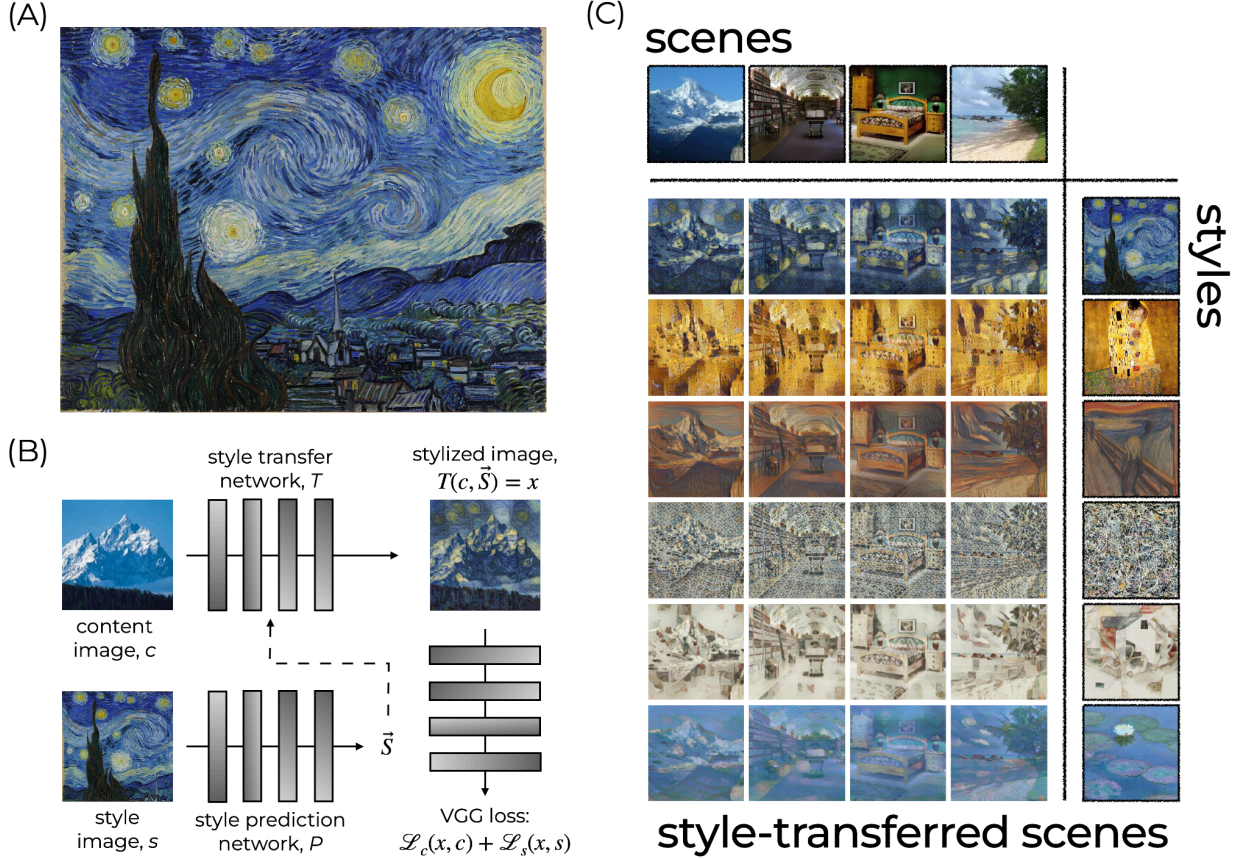 (A)
(B)
style transfer
network, T
stylized image,
T(c, S⃗) = x
content
image, c
S⃗
style
image, s
style prediction
network, P
VGG loss:
ℒc(x, c) + ℒs(x, s)
(C)
scenes
styles
style-transferred scenes